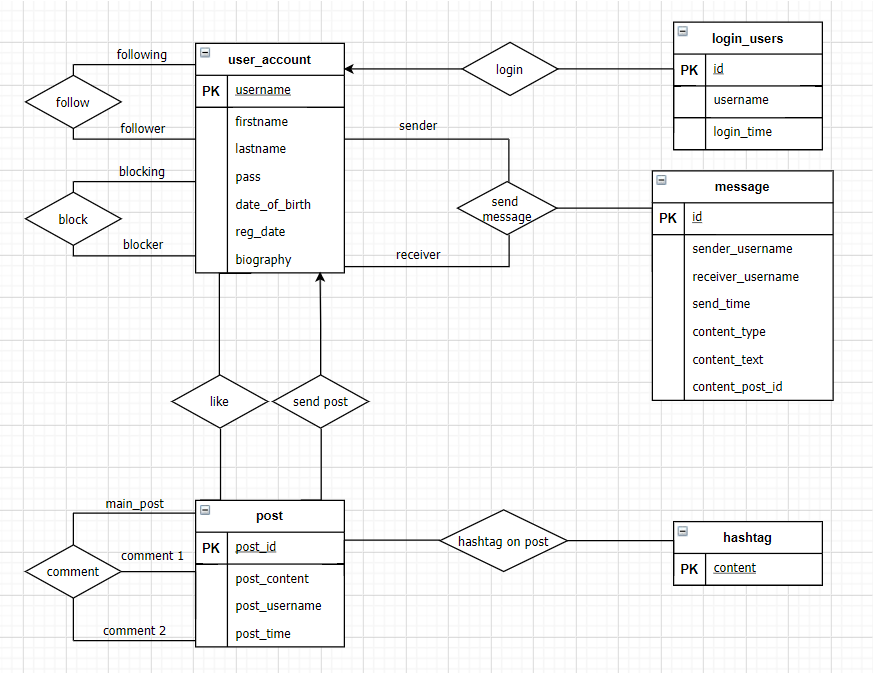 following
follow
follower
blocking
block
blocker
user_account
PK username
firstname
lastname
pass
date_of_birth
reg_date
biography
login
login_users
PK id
username
login_time
sender
send
message
receiver
message
PK id
sender_username
receiver_username
send_time
content_type
content_text
content_post_id
like
send post
main_post
comment 1
comment
comment 2
post
PK post_id
post_content
post_username
post_time
hashtag on post
hashtag
PK content